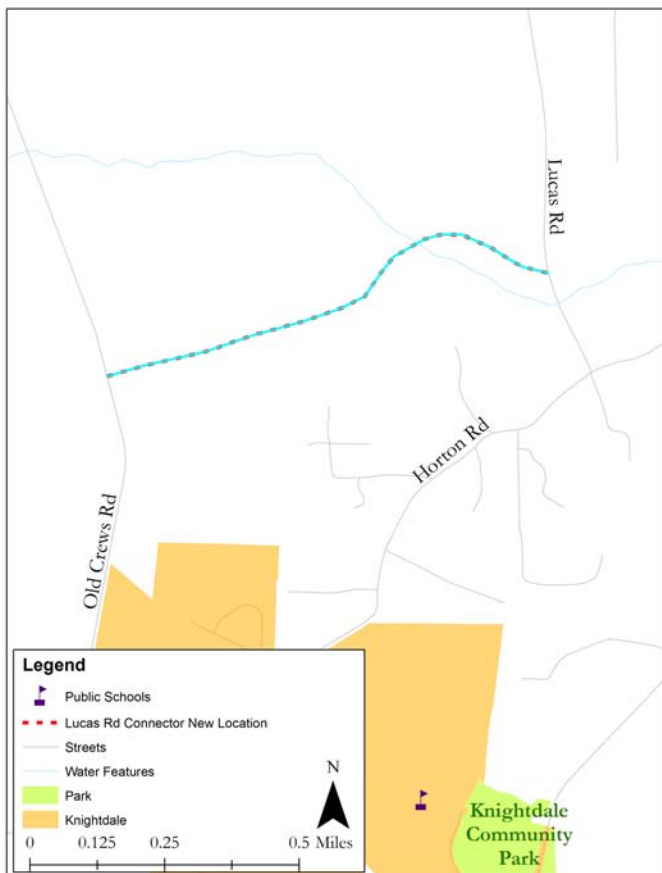 Lucas Rd
Horton Rd
Old Crews Rd
Legend
Public Schools
Lucas Rd Connector New Location
Streets
Water Features
Park
Knightdale
N
0 0.125 0.25 0.5 Miles
Knightdale
Community
Park